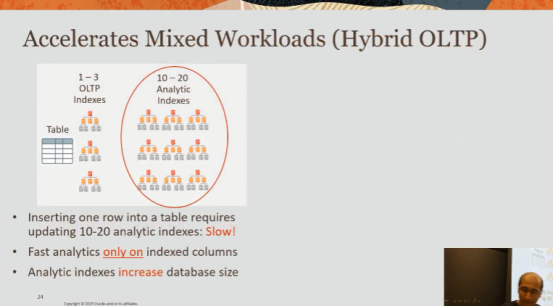 Accelerates Mixed Workloads (Hybrid OLTP)
1 – 3
OLTP
Indexes
10 – 20
Analytic
Indexes
Table
• Inserting one row into a table requires
updating 10-20 analytic indexes: Slow!
• Fast analytics only on indexed columns
• Analytic indexes increase database size
24
Copyright © 2019 Oracle and/or its affiliates.